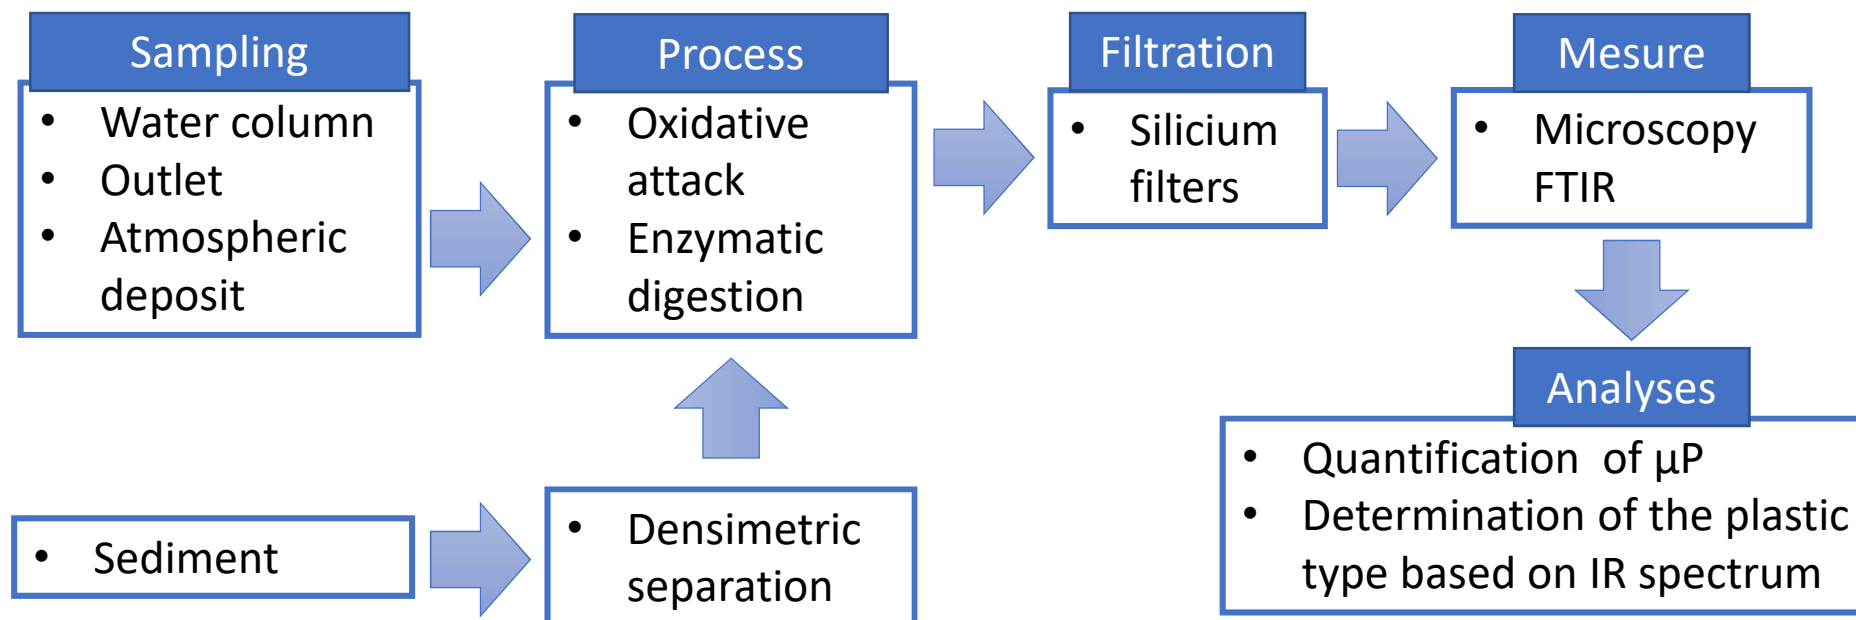 Sampling
• Water column
• Outlet
• Atmospheric
deposit
Process
• Oxidative
attack
• Enzymatic
digestion
Filtration
• Silicium
filters
Mesure
• Microscopy
FTIR
Analyses
• Quantification  of µP
• Determination of the plastic
type based on IR spectrum
• Sediment
• Densimetric
separation